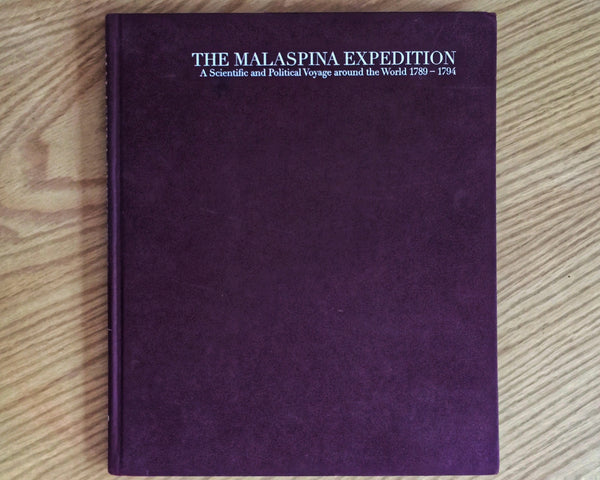 THE MALASPINA EXPEDITION
A Scientific and Political Voyage around the World 1789 – 1794